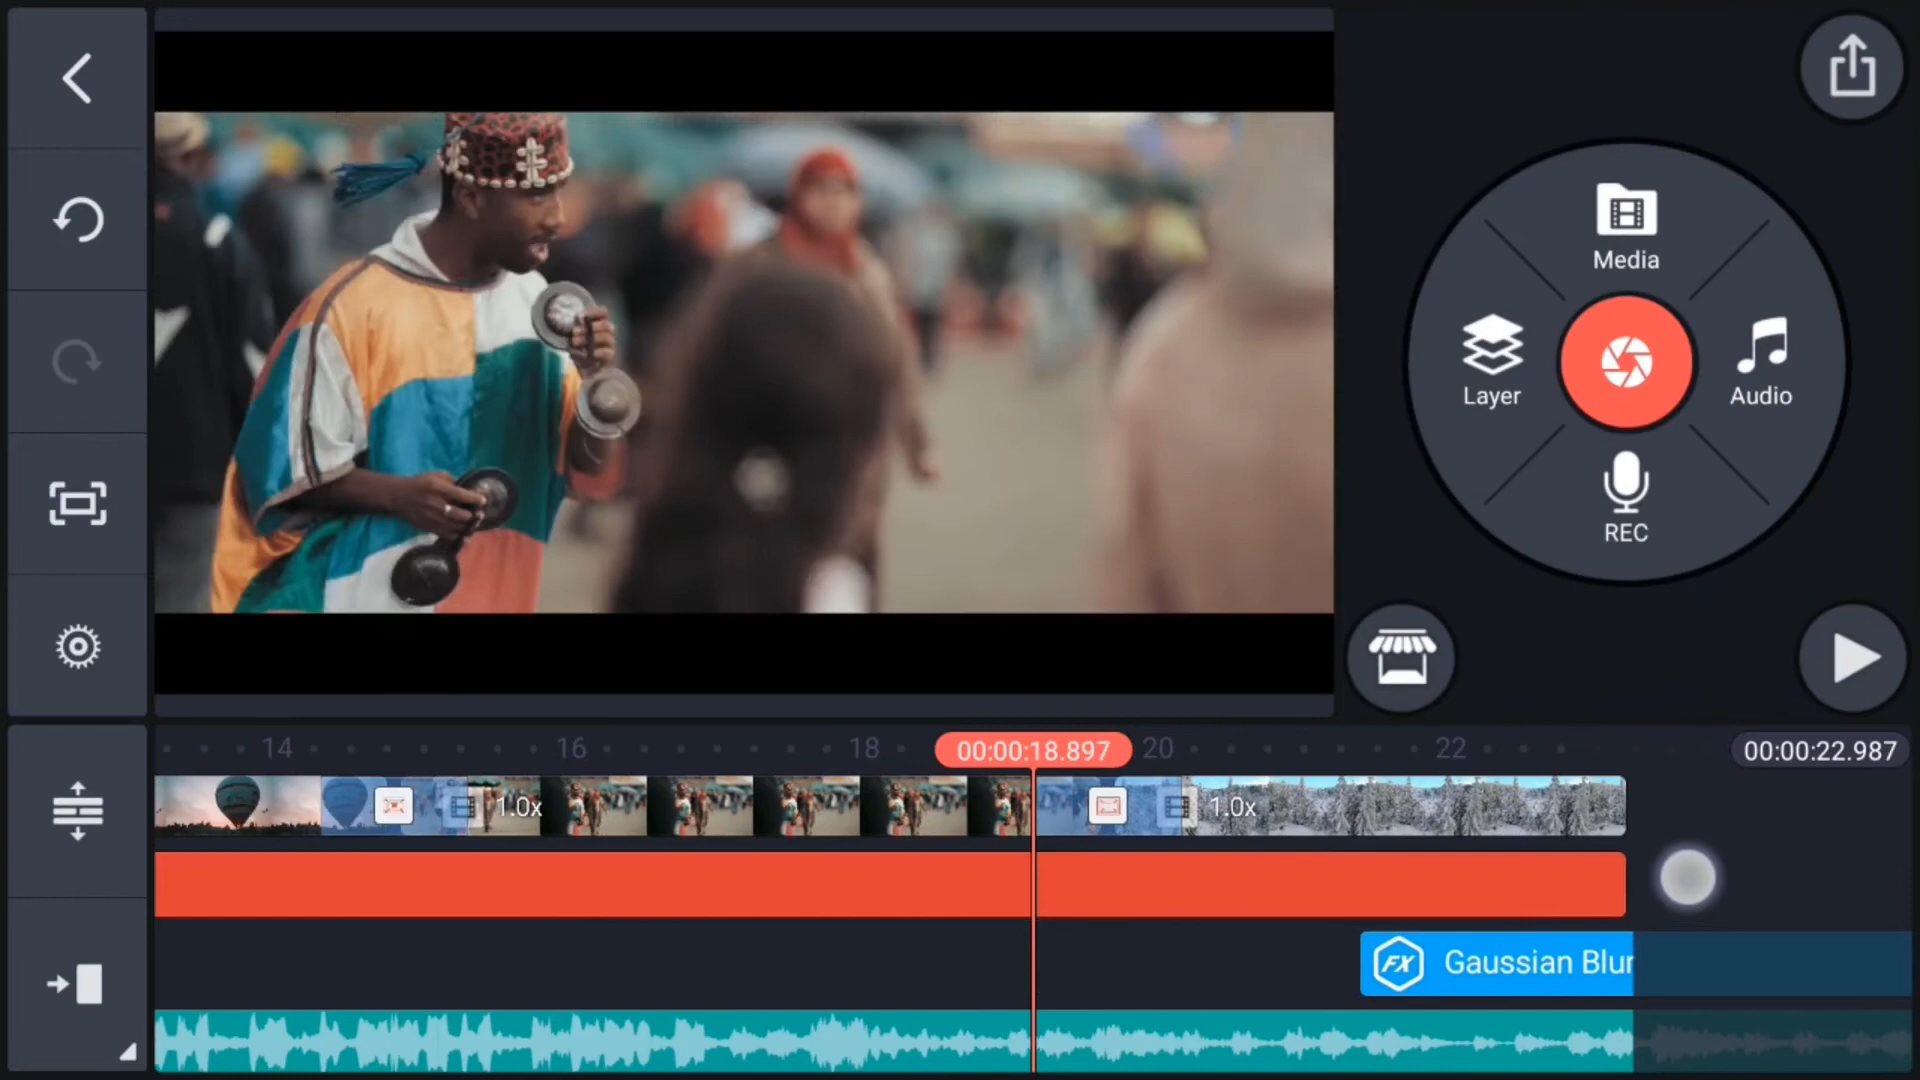 Media
Layer
Audio
REC
14
16
18
00:00:18.897
20
22
00:00:22.987
1.0x
1.0x
FX
Gaussian Blur